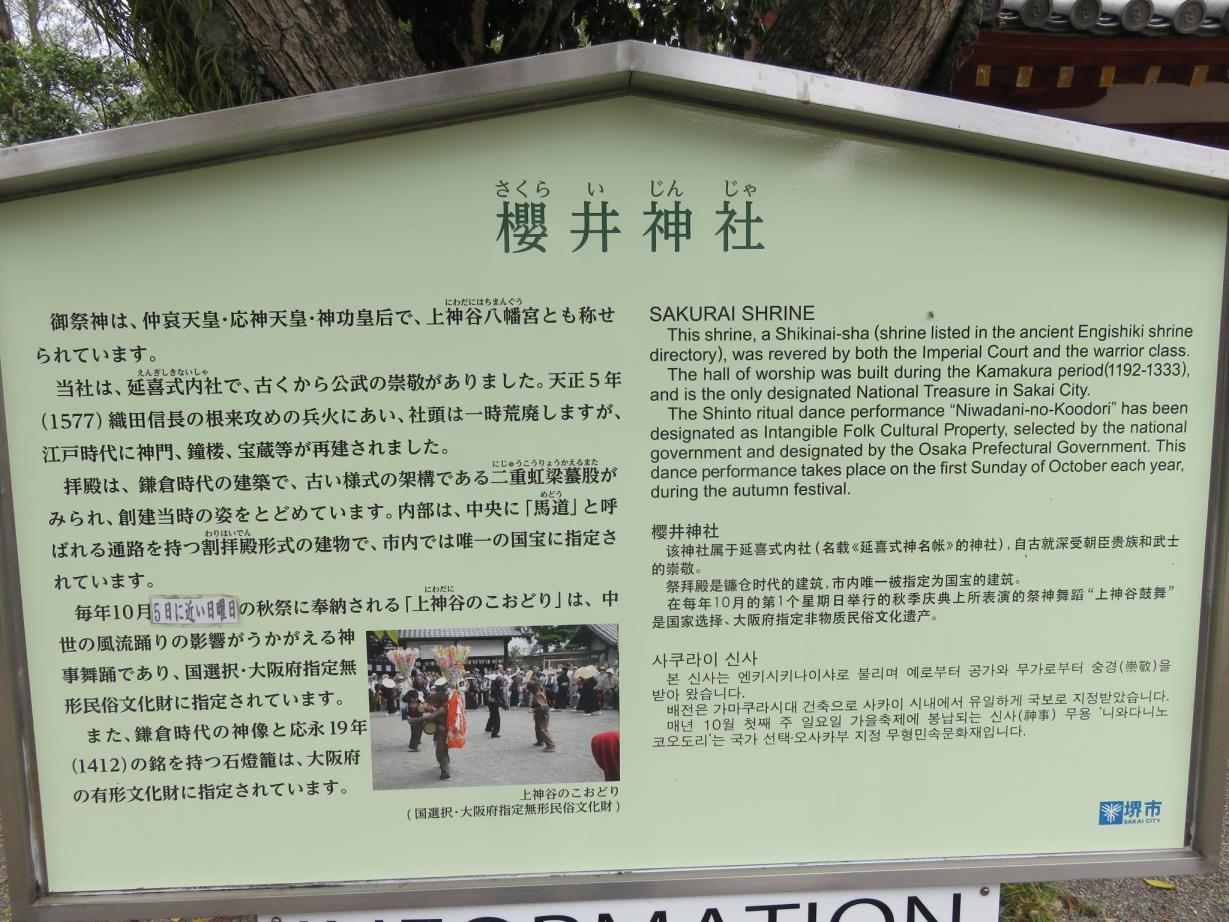 さくら い じん じゃ
櫻井神社
御祭神は、仲哀天皇・応神天皇・神功皇后で、上神谷八幡宮とも称せ
にわだにはちまんぐう
られています。
えんぎしきないしゃ
当社は、延喜式内社で、古くから公武の崇敬がありました。天正5年
(1577)織田信長の根来攻めの兵火にあい、社頭は一時荒廃しますが、
江戸時代に神門、鐘楼、宝蔵等が再建されました。
にじゅうこうりょうかえるまた
拝殿は、鎌倉時代の建築で、古い様式の架構である二重虹梁蟇股が
めどう
みられ、創建当時の姿をとどめています。内部は、中央に「馬道」と呼
わりはいでん
ばれる通路を持つ割拝殿形式の建物で、市内では唯一の国宝に指定さ
れています。
にわだに
毎年10月5日に近い日曜日の秋祭に奉納される「上神谷のこおどり」は、中
世の風流踊りの影響がうかがえる神
事舞踊であり、国選択・大阪府指定無
形民俗文化財に指定されています。
また、鎌倉時代の神像と応永19年
(1412)の銘を持つ石燈籠は、大阪府
の有形文化財に指定されています。
上神谷のこおどり
(国選択・大阪府指定無形民俗文化財)
SAKURAI SHRINE
This shrine, a Shikinai-sha (shrine listed in the ancient Engishiki shrine
directory), was revered by both the Imperial Court and the warrior class.
The hall of worship was built during the Kamakura period(1192-1333),
and is the only designated National Treasure in Sakai City.
The Shinto ritual dance performance “Niwadani-no-Koodori” has been
designated as Intangible Folk Cultural Property, selected by the national
government and designated by the Osaka Prefectural Government. This
dance performance takes place on the first Sunday of October each year,
during the autumn festival.
櫻井神社
该神社属于延喜式内社(名载《延喜式神名帐》的神社),自古就深受朝臣贵族和武士
的崇敬。
祭拜殿是镰仓时代的建筑,市内唯一被指定为国宝的建筑。
在每年10月的第1个星期日举行的秋季庆典上所表演的祭神舞蹈“上神谷鼓舞”
是国家选择、大阪府指定非物质民俗文化遗产。
사쿠라이 신사
본 신사는 엔키시키나이샤로 불리며 예로부터 공가와 무가로부터 숭경(崇敬)을
받아 왔습니다.
배전은 가마쿠라시대 건축으로 사카이 시내에서 유일하게 국보로 지정받았습니다.
매년 10월 첫째 주 일요일 가을축제에 봉납되는 신사(神事) 무용 ‘니와다니노
코오도리’는 국가 선택·오사카부 지정 무형민속문화재입니다.
堺市
SAKAI CITY
INFORMATION